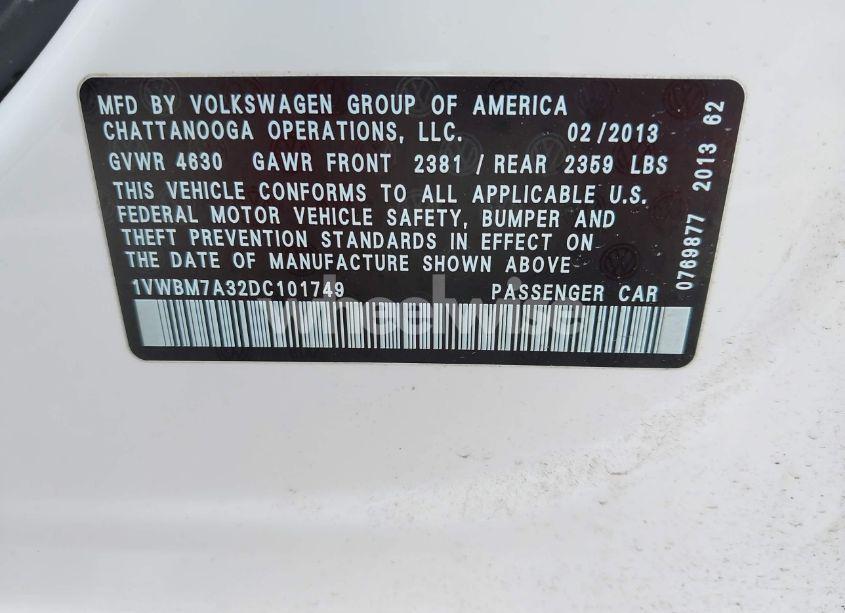 MFD BY VOLKSWAGEN GROUP OF AMERICA
CHATTANOOGA OPERATIONS, LLC. 02/2013
GVWR 4630 GAWR FRONT 2381 / REAR 2359 LBS
THIS VEHICLE CONFORMS TO ALL APPLICABLE U.S.
FEDERAL MOTOR VEHICLE SAFETY, BUMPER AND
THEFT PREVENTION STANDARDS IN EFFECT ON
THE DATE OF MANUFACTURE SHOWN ABOVE
1VWBM7A32DC101749 PASSENGER CAR
0769877 2013 62
wheelwise